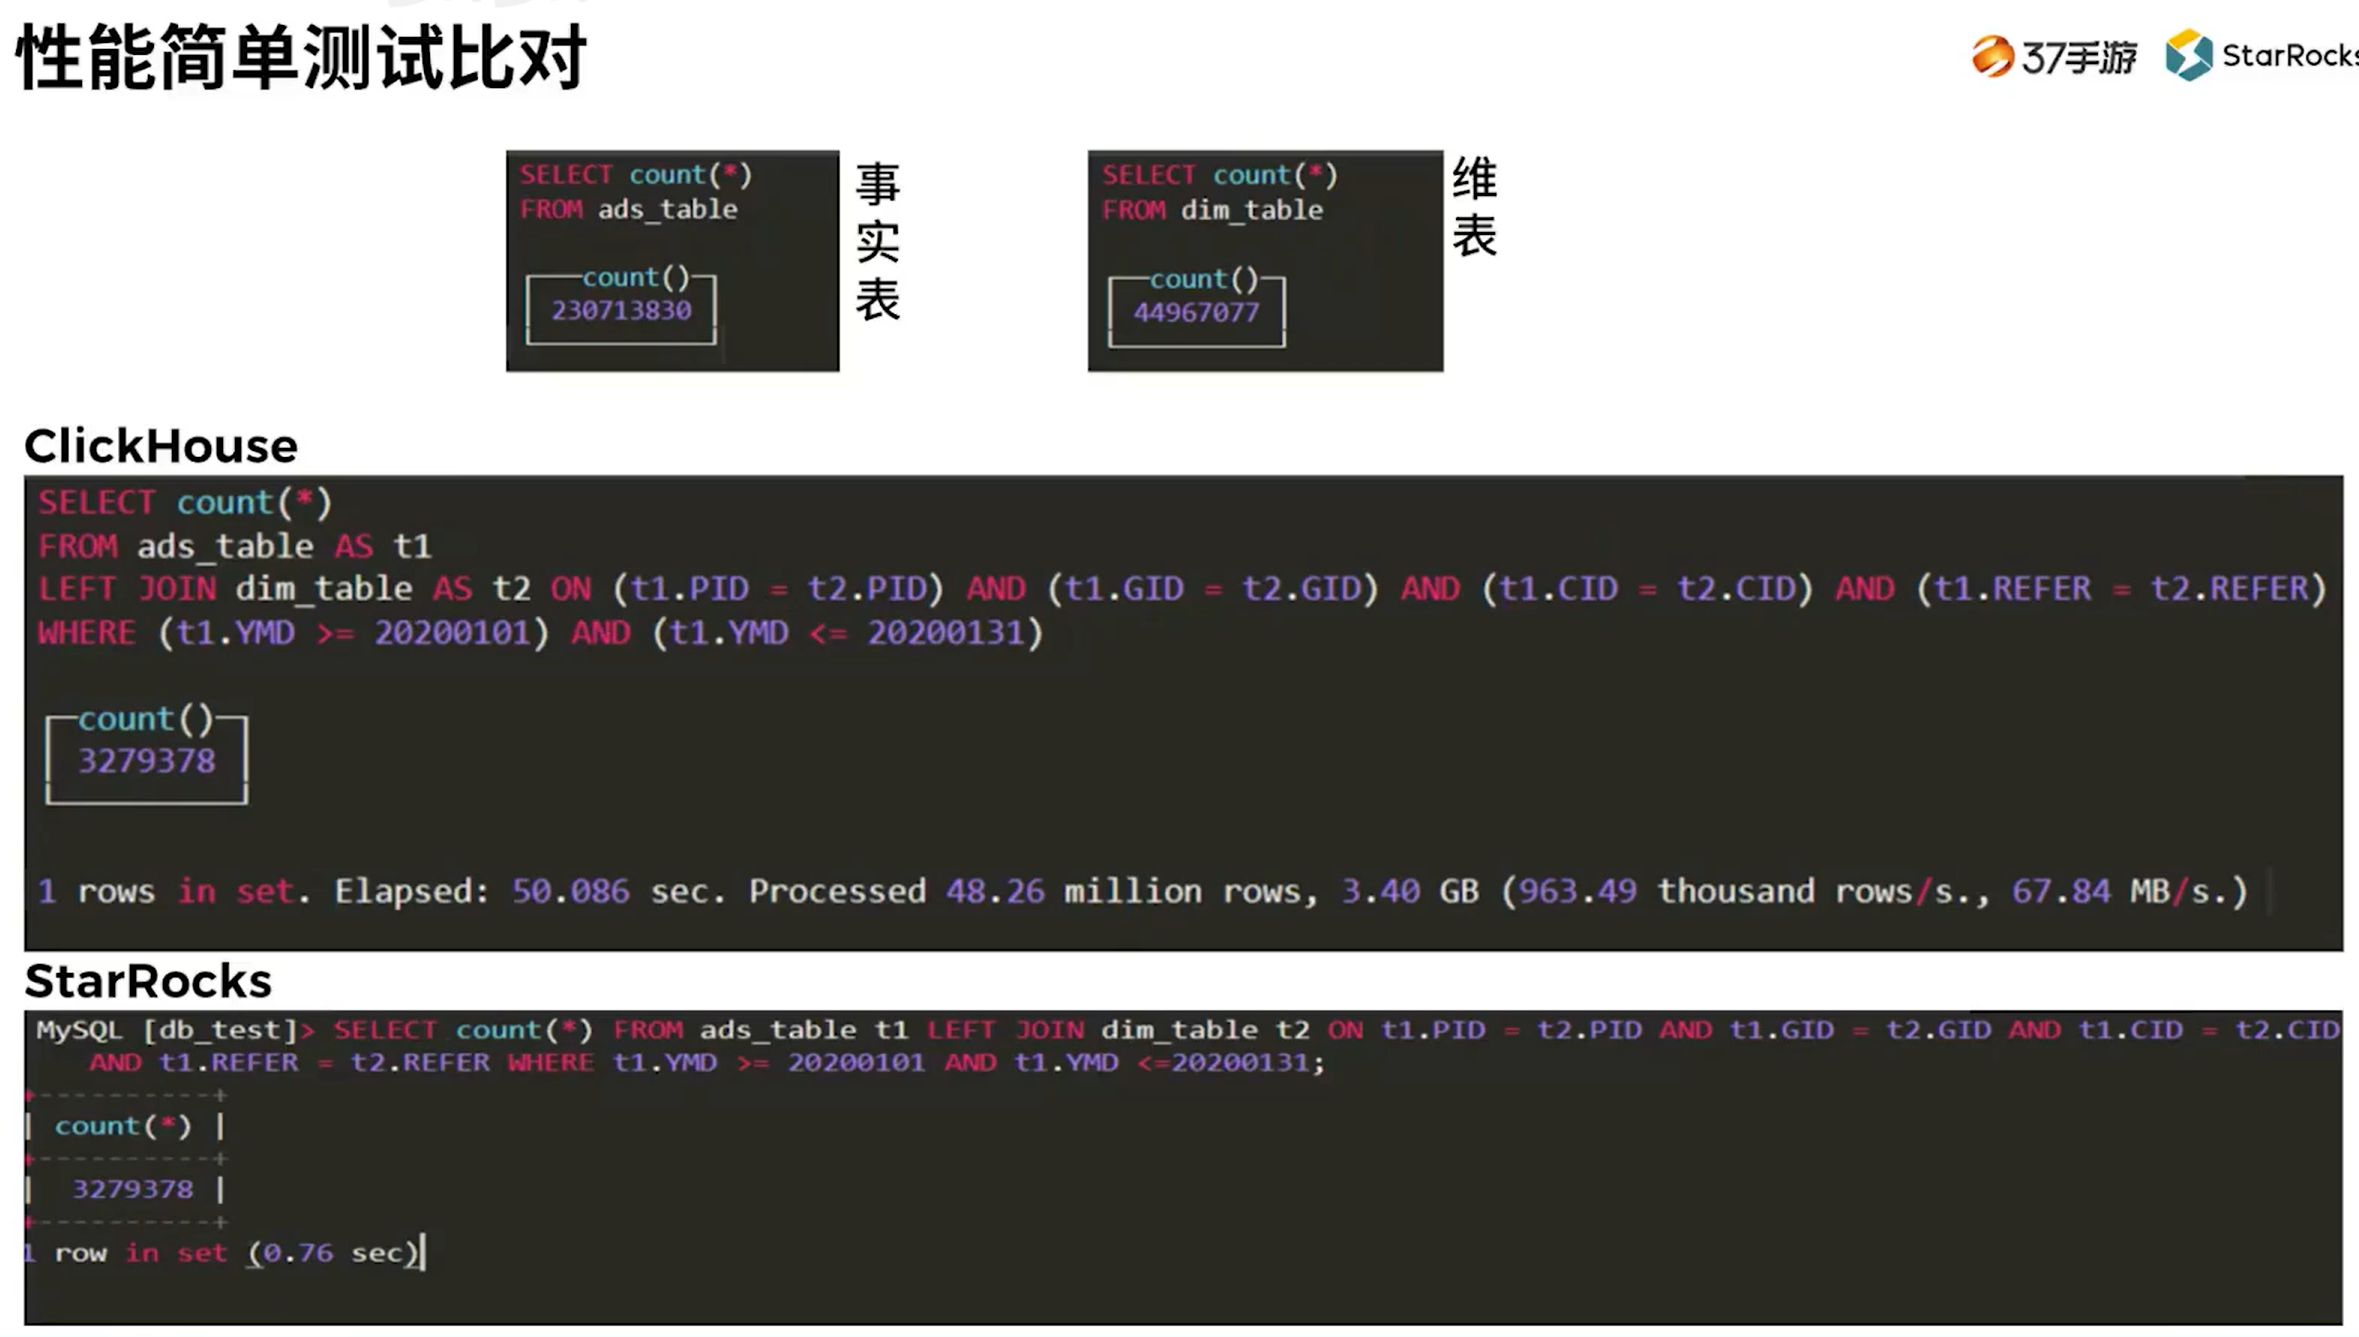 性能简单测试比对
37手游
StarRocks
SELECT count(*)
FROM ads_table
count()
230713830
事实表
SELECT count(*)
FROM dim_table
count()
44967077
维表
ClickHouse
SELECT count(*)
FROM ads_table AS t1
LEFT JOIN dim_table AS t2 ON (t1.PID = t2.PID) AND (t1.GID = t2.GID) AND (t1.CID = t2.CID) AND (t1.REFER = t2.REFER)
WHERE (t1.YMD >= 20200101) AND (t1.YMD <= 20200131)
count()
3279378
1 rows in set. Elapsed: 50.086 sec. Processed 48.26 million rows, 3.40 GB (963.49 thousand rows/s., 67.84 MB/s.)
StarRocks
MySQL [db_test]> SELECT count(*) FROM ads_table t1 LEFT JOIN dim_table t2 ON t1.PID = t2.PID AND t1.GID = t2.GID AND t1.CID = t2.CID
AND t1.REFER = t2.REFER WHERE t1.YMD >= 20200101 AND t1.YMD <=20200131;
+-----------+
| count(*) |
+-----------+
| 3279378 |
+-----------+
1 row in set (0.76 sec)